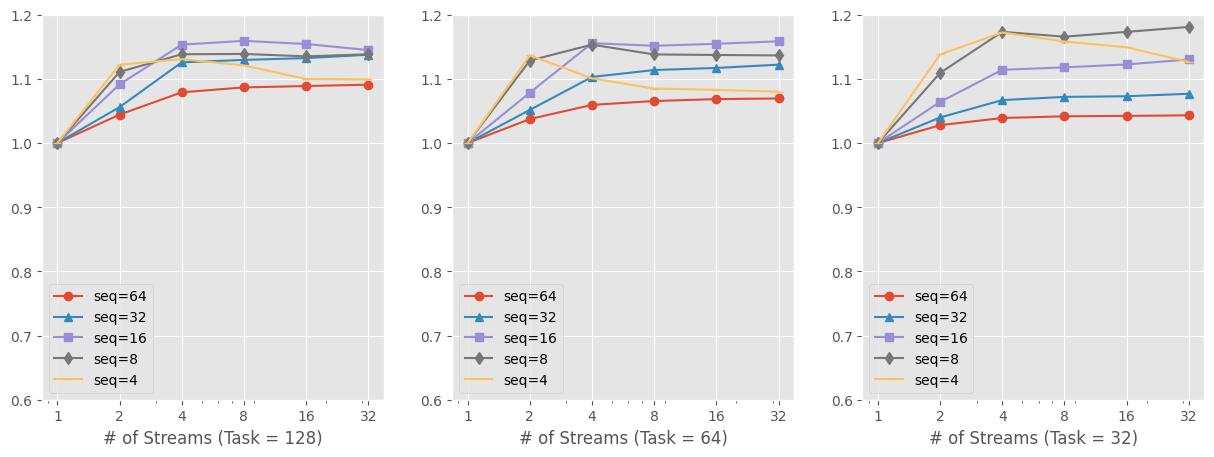 1.2
1.1
1.0
0.9
0.8
0.7
0.6
seq=64
seq=32
seq=16
seq=8
seq=4
1 2 4 8 16 32
# of Streams (Task = 128)
1.2
1.1
1.0
0.9
0.8
0.7
0.6
seq=64
seq=32
seq=16
seq=8
seq=4
1 2 4 8 16 32
# of Streams (Task = 64)
1.2
1.1
1.0
0.9
0.8
0.7
0.6
seq=64
seq=32
seq=16
seq=8
seq=4
1 2 4 8 16 32
# of Streams (Task = 32)